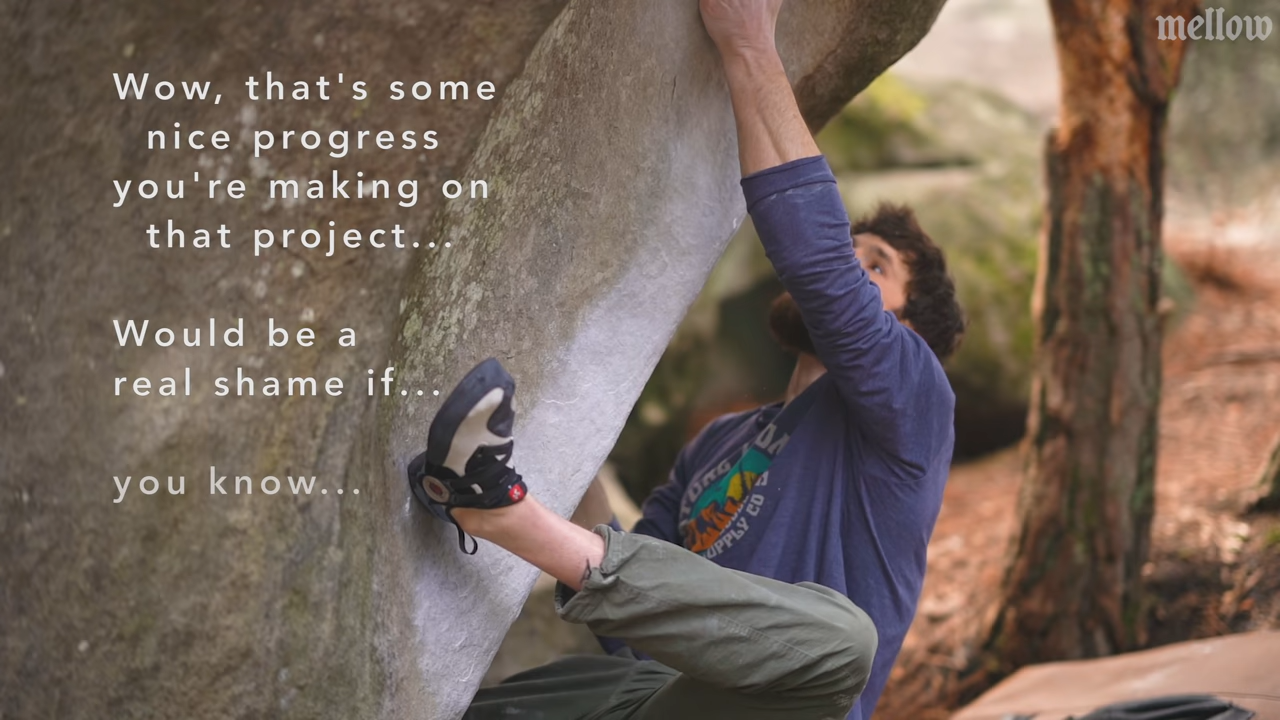 mellow
Wow, that's some
nice progress
you're making on
that project...
Would be a
real shame if...
you know...
SUPPLY CO